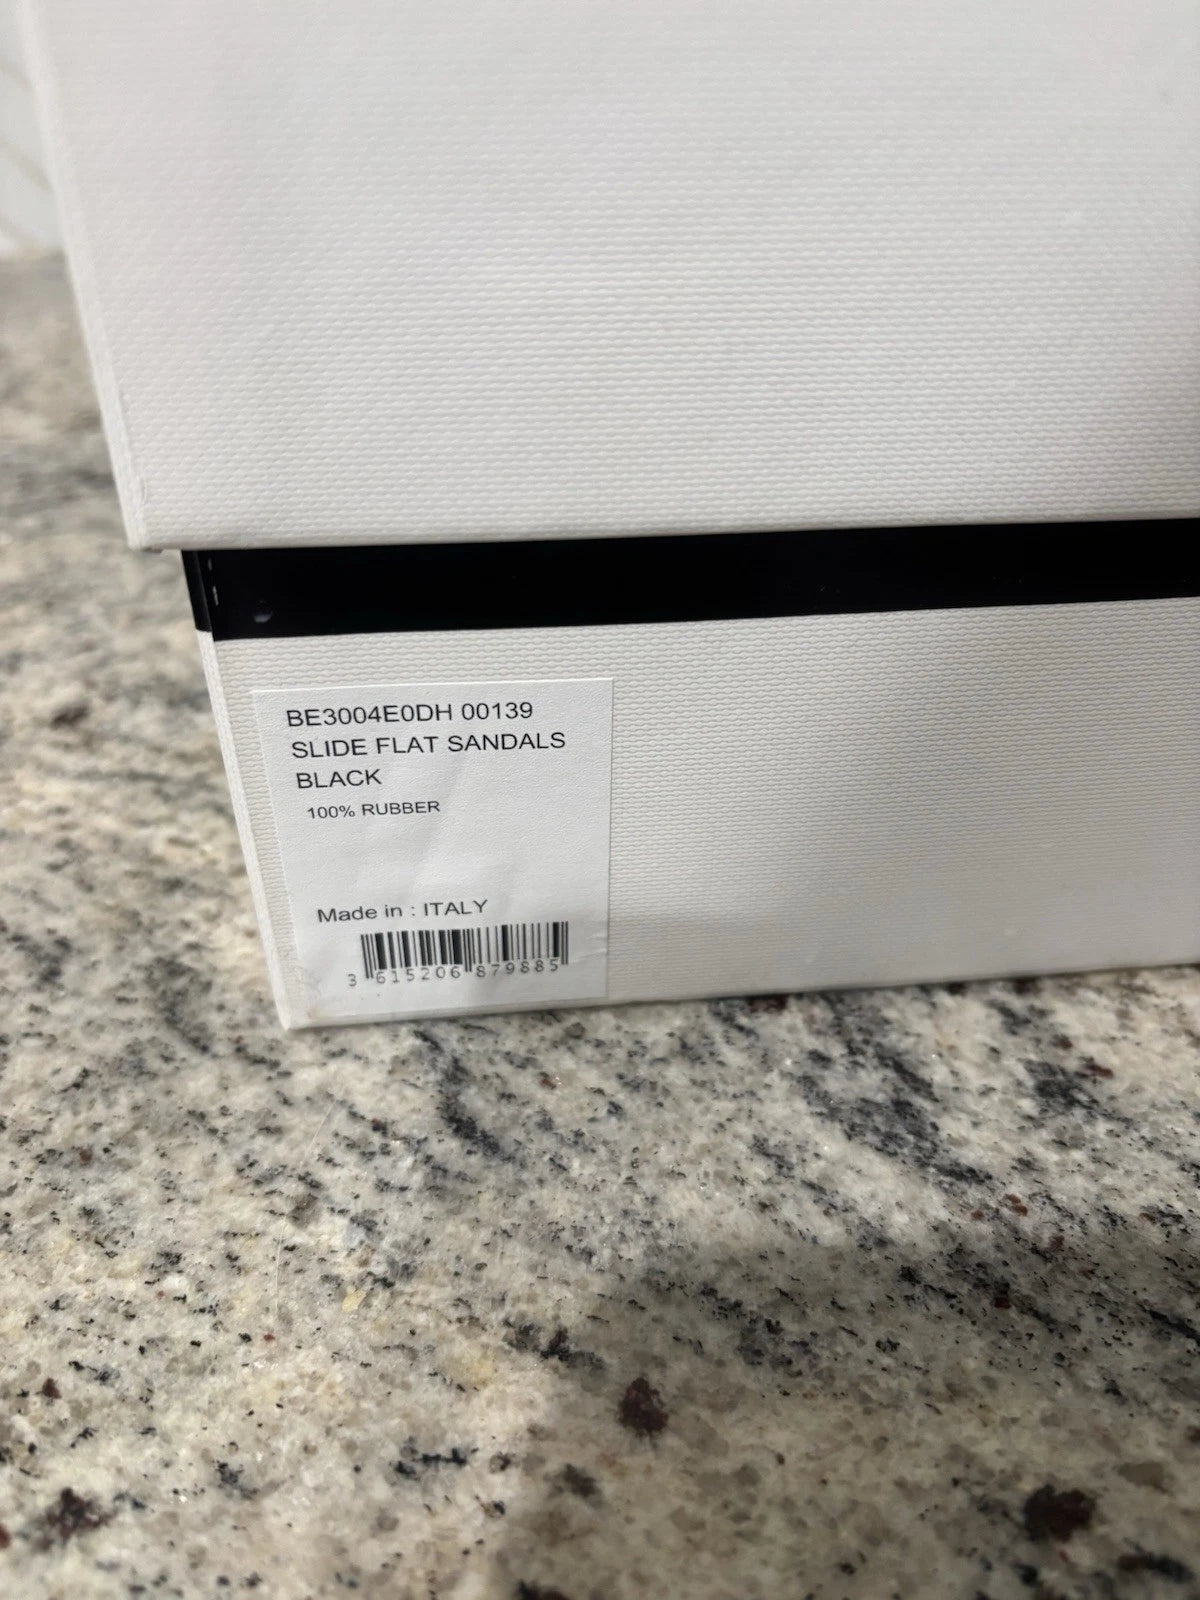 BE3004E0DH 00139
SLIDE FLAT SANDALS
BLACK
100% RUBBER
Made in : ITALY
3 615206 879885